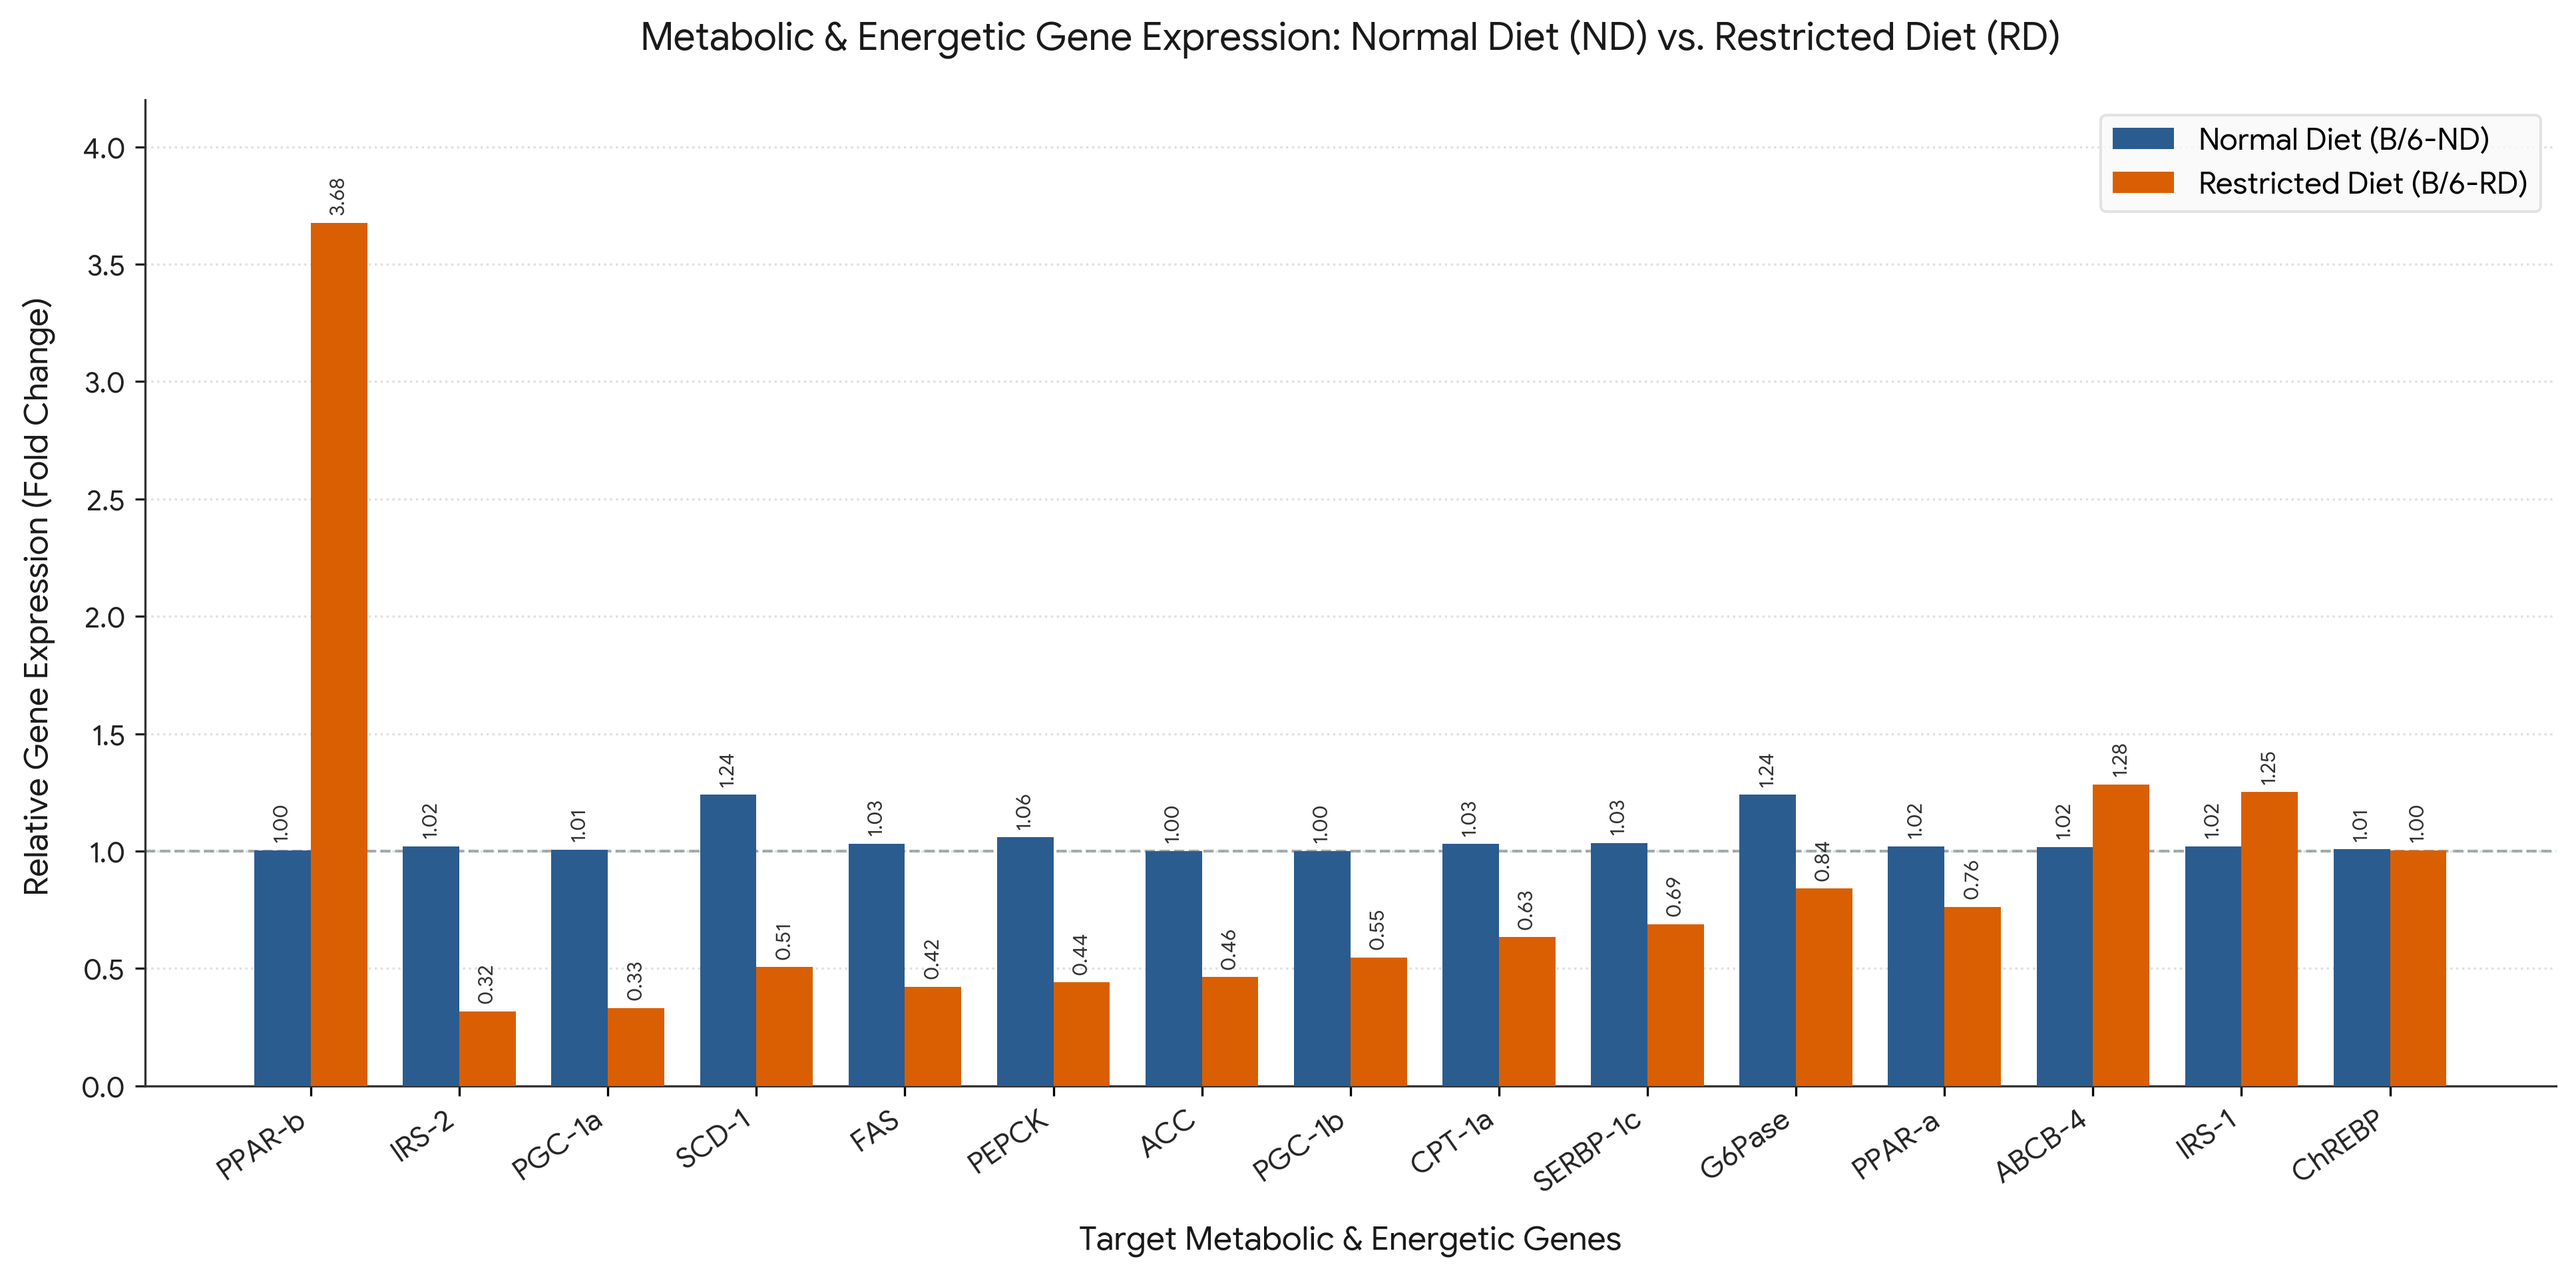 Metabolic & Energetic Gene Expression: Normal Diet (ND) vs. Restricted Diet (RD)
Normal Diet (B/6-ND)
Restricted Diet (B/6-RD)
Relative Gene Expression (Fold Change)
4.0
3.5
3.0
2.5
2.0
1.5
1.0
0.5
0.0
1.00
3.68
1.02
0.32
1.01
0.33
1.24
0.51
1.03
0.42
1.06
0.44
1.00
0.46
1.00
0.55
1.03
0.63
1.03
0.69
1.24
0.84
1.02
0.76
1.02
1.28
1.02
1.25
1.01
1.00
PPAR-b
IRS-2
PGC-1a
SCD-1
FAS
PEPCK
ACC
PGC-1b
CPT-1a
SERBP-1c
G6Pase
PPAR-a
ABCB-4
IRS-1
ChREBP
Target Metabolic & Energetic Genes